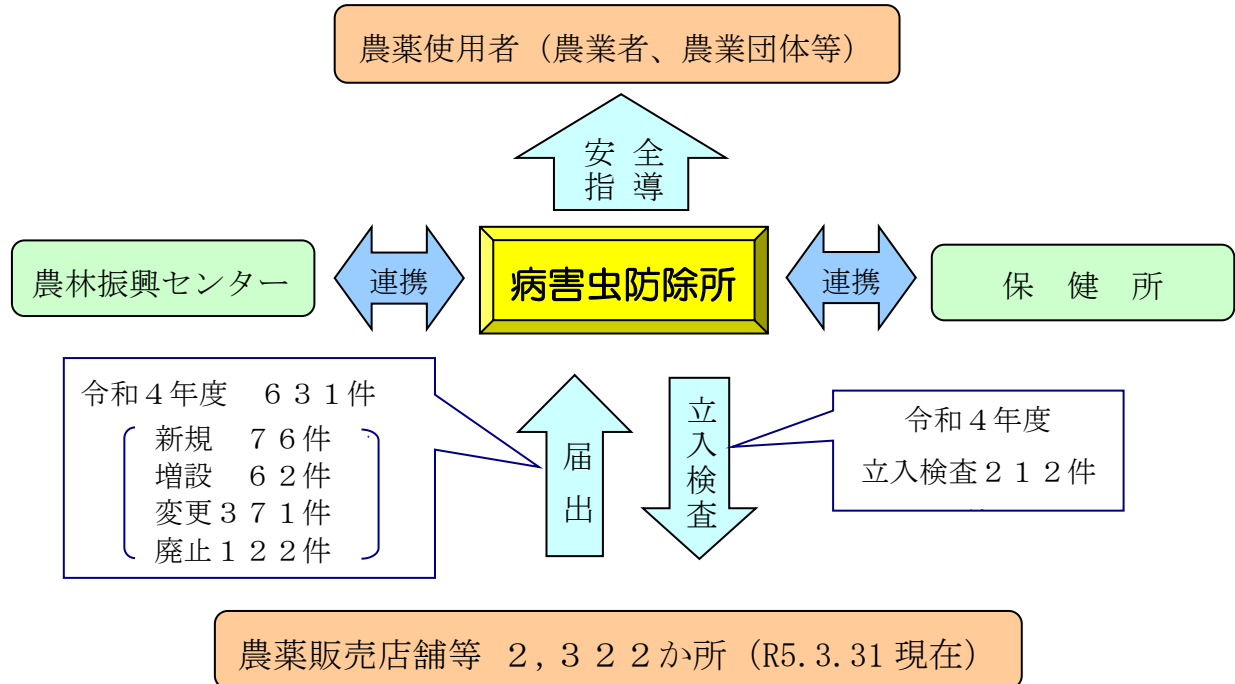 農薬使用者（農業者、農業団体等）
安 全
指 導
農林振興センター
連携
病害虫防除所
連携
保　健　所
令和４年度　６３１件
新規　７６件
増設　６２件
変更３７１件
廃止１２２件
届出
立入検査
令和４年度
立入検査２１２件
農薬販売店舗等 ２,３２２か所（R5.3.31 現在）